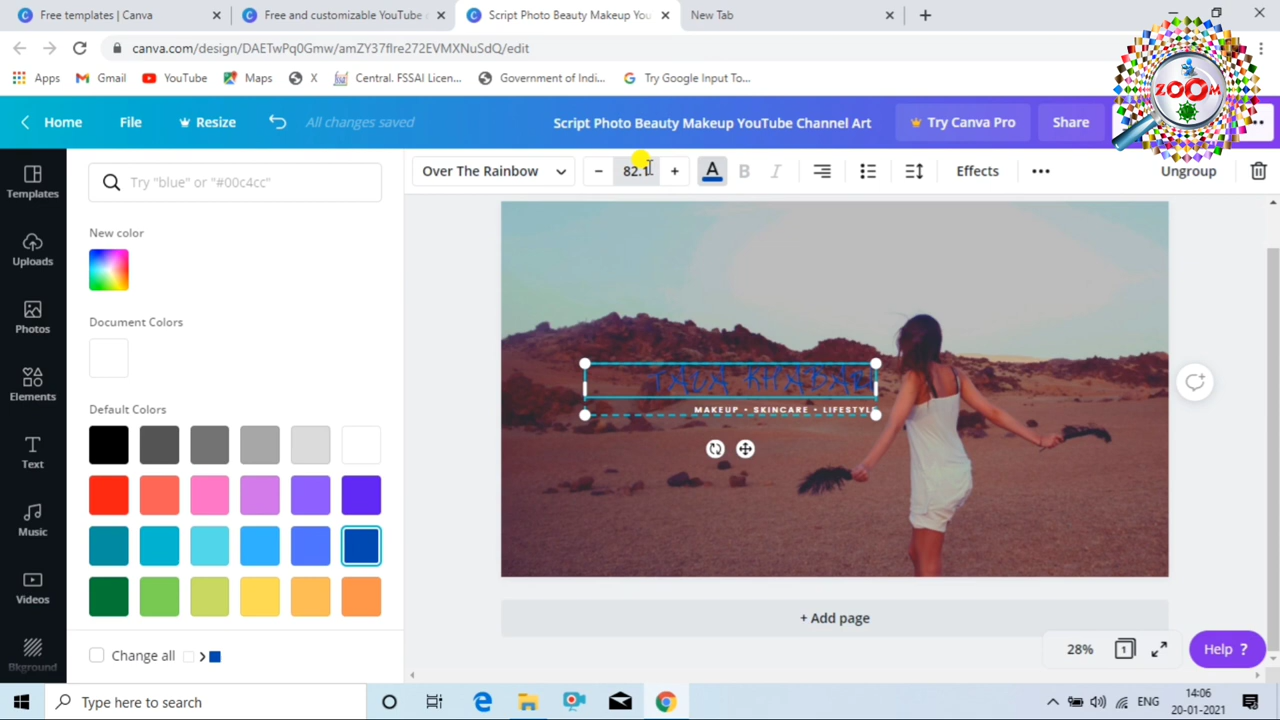 Free templates | Canva
Free and customizable YouTube c
Script Photo Beauty Makeup You
New Tab
canva.com/design/DAETwPq0Gmw/amZY37flre272EVMXNuSdQ/edit
Apps
Gmail
YouTube
Maps
X
Central. FSSAI Licen...
Government of Indi...
Try Google Input To...
ZOOM
Home
File
Resize
All changes saved
Script Photo Beauty Makeup YouTube Channel Art
Try Canva Pro
Share
Templates
Try "blue" or "#00c4cc"
Over The Rainbow
82.1
A
B
I
Effects
Ungroup
Uploads
New color
Photos
Document Colors
Elements
Default Colors
TAVA KHABAR
MAKEUP • SKINCARE • LIFESTYLE
Text
Music
Videos
+ Add page
Bkground
Change all
28%
1
Help ?
Type here to search
ENG
14:06
20-01-2021